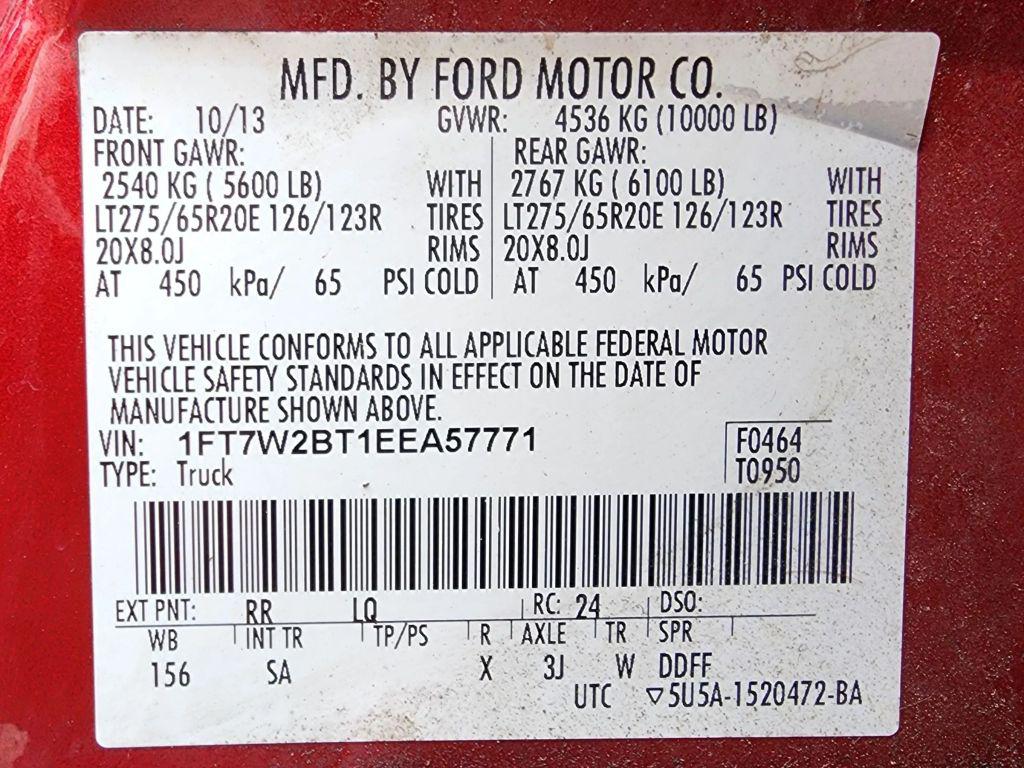 MFD. BY FORD MOTOR CO.
DATE: 10/13 GVWR: 4536 KG (10000 LB)
FRONT GAWR: REAR GAWR:
2540 KG ( 5600 LB) WITH 2767 KG ( 6100 LB) WITH
LT275/65R20E 126/123R TIRES LT275/65R20E 126/123R TIRES
20X8.0J RIMS 20X8.0J RIMS
AT 450 kPa/ 65 PSI COLD AT 450 kPa/ 65 PSI COLD
THIS VEHICLE CONFORMS TO ALL APPLICABLE FEDERAL MOTOR
VEHICLE SAFETY STANDARDS IN EFFECT ON THE DATE OF
MANUFACTURE SHOWN ABOVE.
VIN: 1FT7W2BT1EEA57771 F0464
TYPE: Truck T0950
EXT PNT: RR LQ RC: 24 DSO:
WB INT TR TP/PS R AXLE TR SPR
156 SA X 3J W DDFF
UTC ▽5U5A-1520472-BA